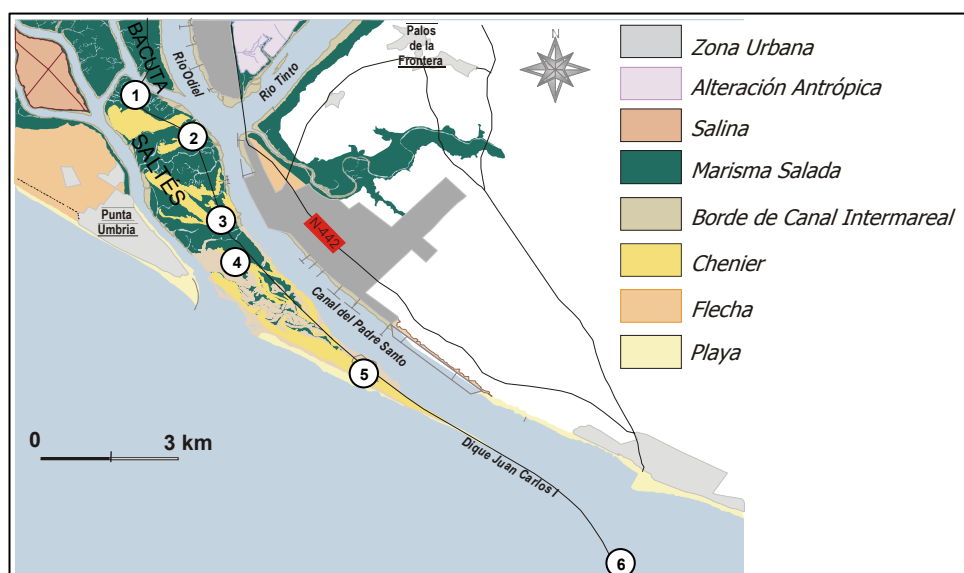 BACUTA
Rio Odiel
Rio Tinto
Palos
de la
Frontera
1
2
SALTÉS
3
4
5
6
Punta
Umbria
N-442
Canal del Padre Santo
Dique Juan Carlos I
0
3 km
Zona Urbana
Alteración Antrópica
Salina
Marisma Salada
Borde de Canal Intermareal
Chenier
Flecha
Playa